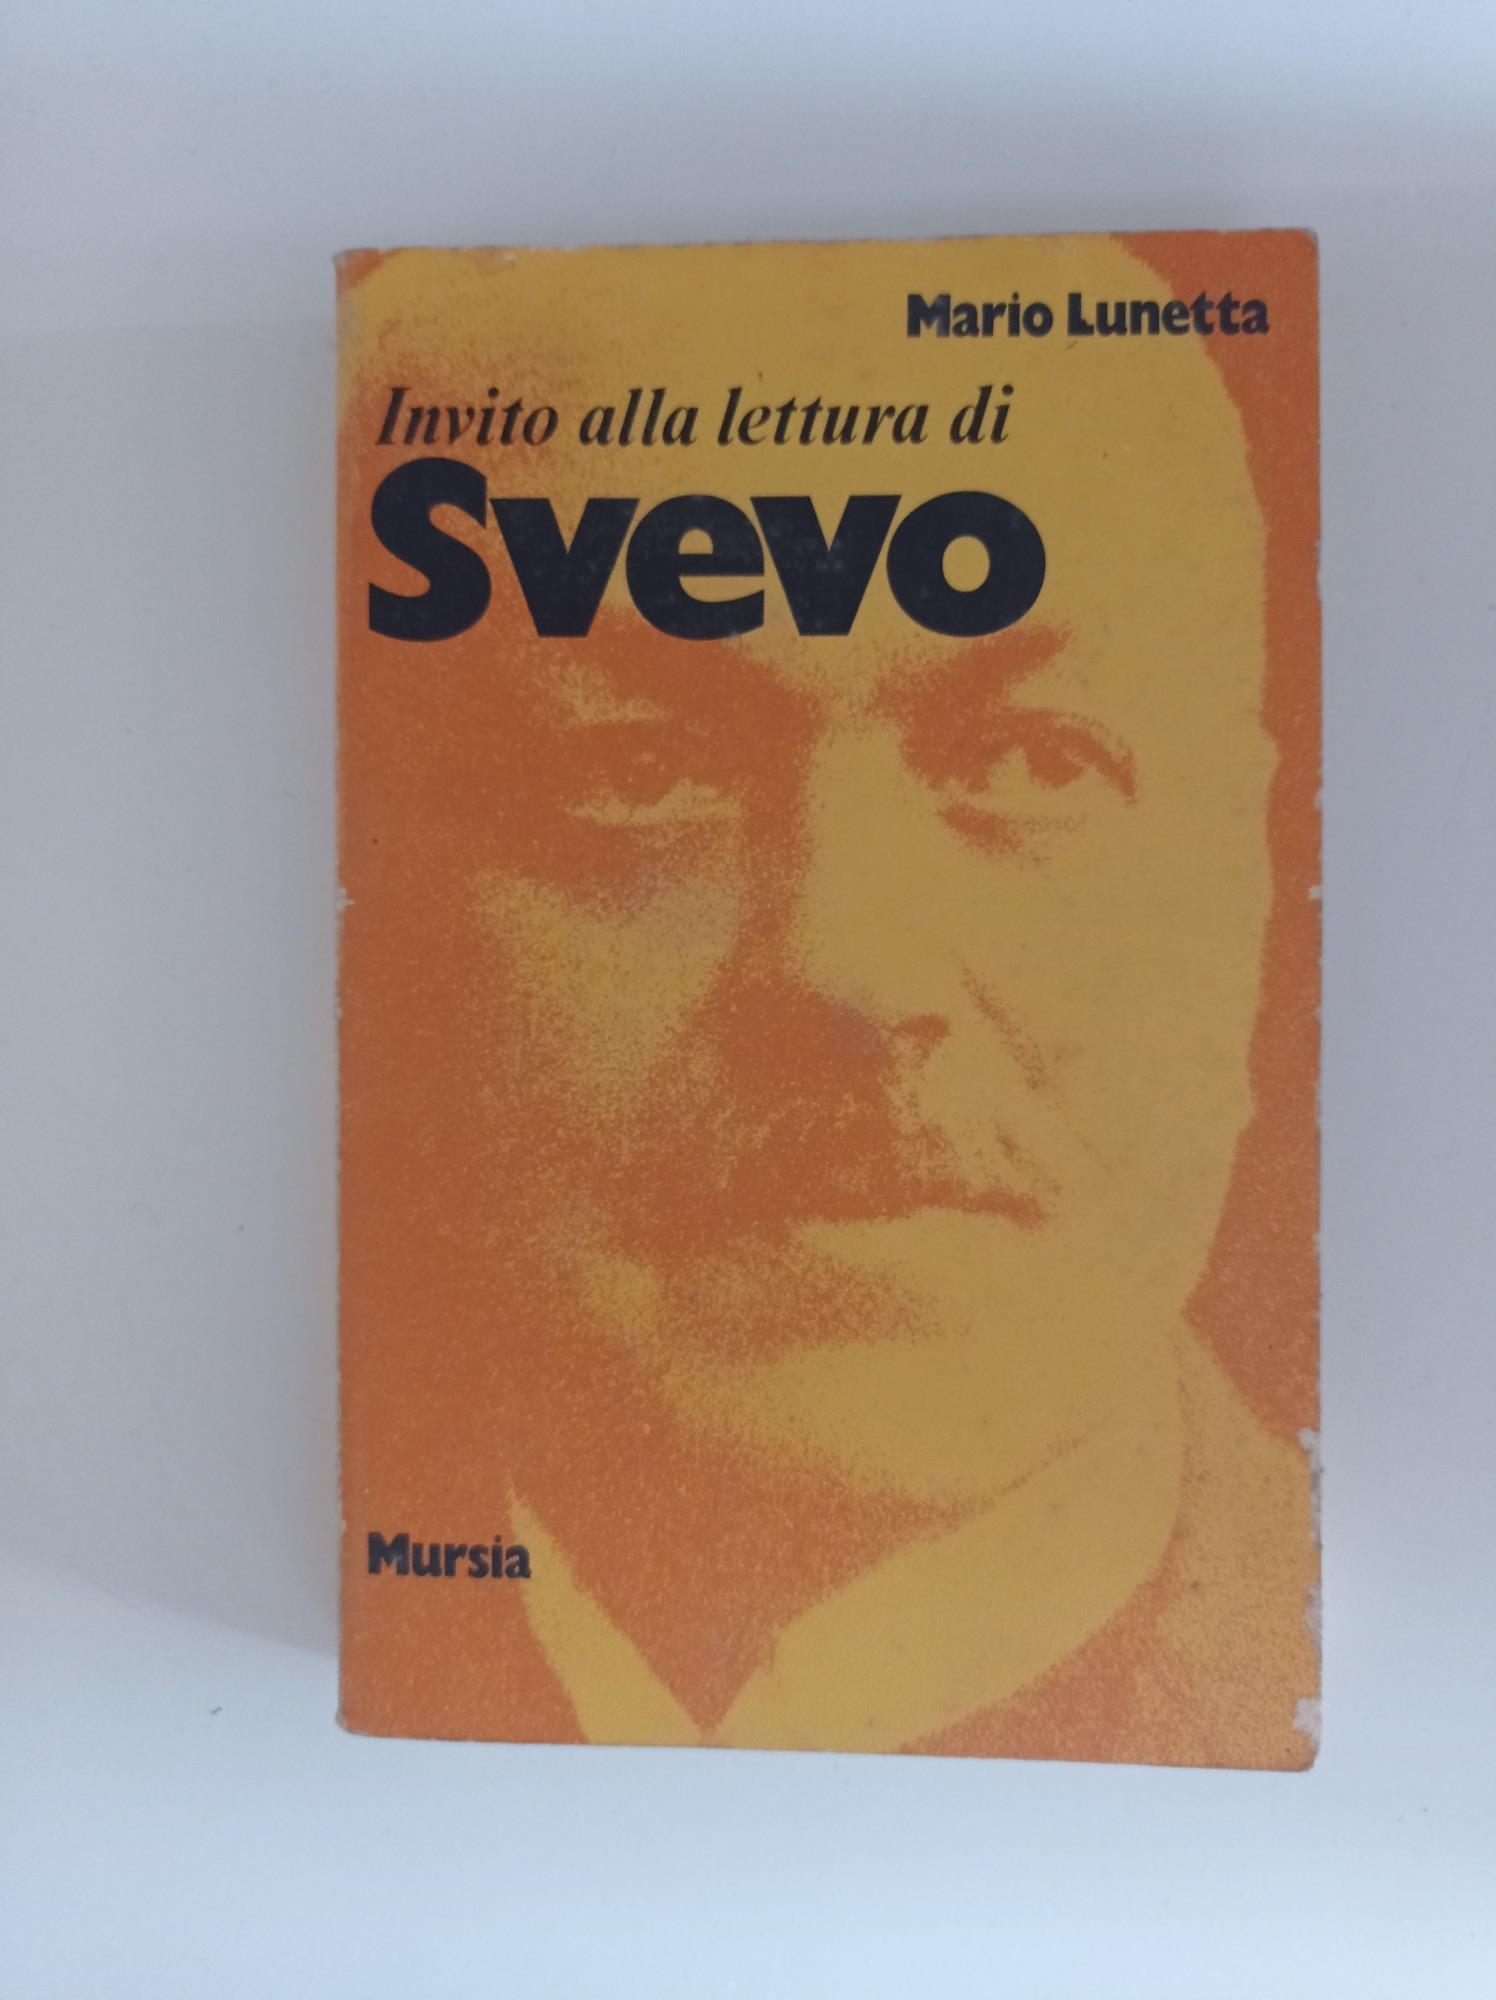 Mario Lunetta
Invito alla lettura di
Svevo
Mursia